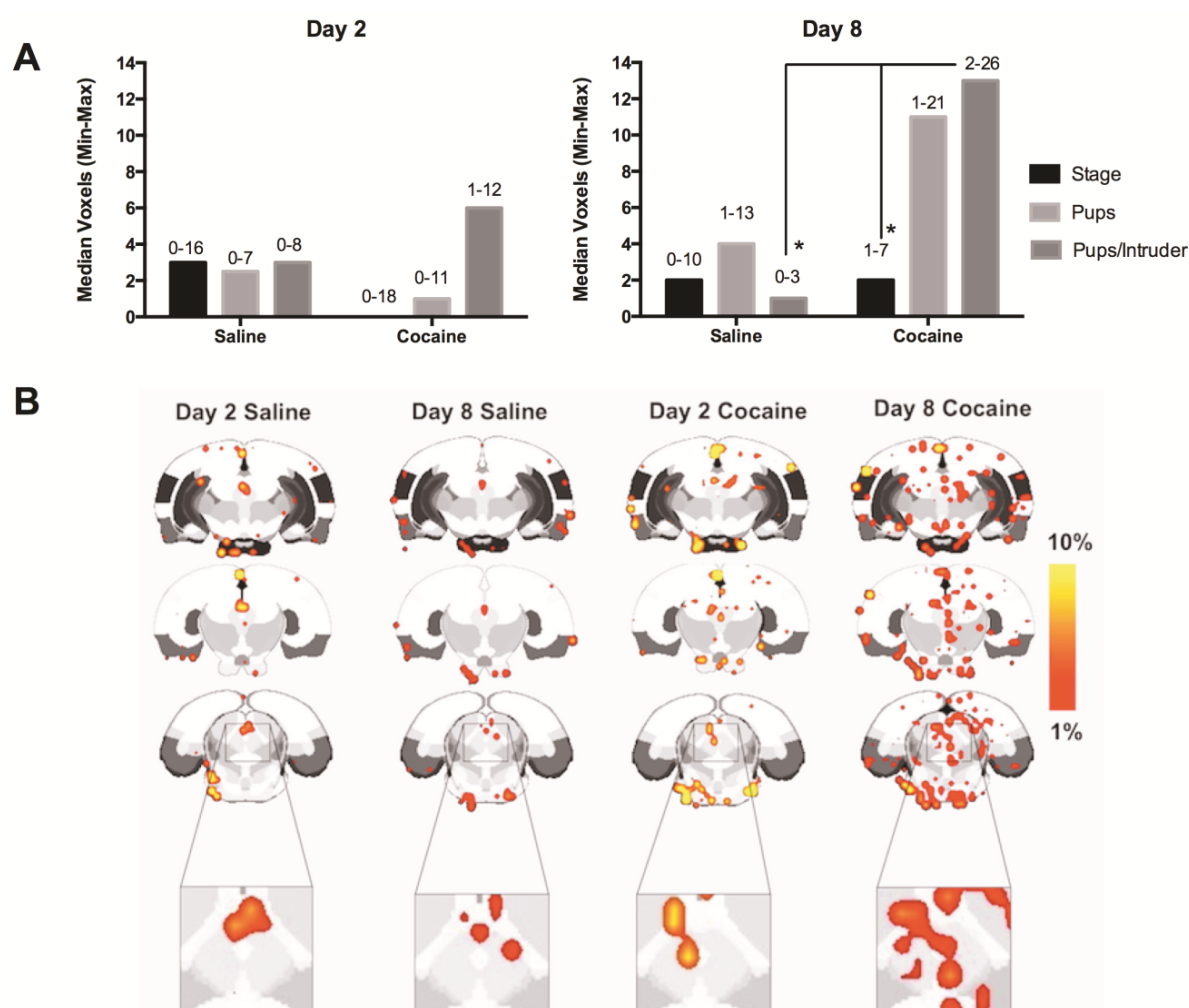 A
Day 2
Median Voxels (Min-Max)
14
12
10
8
6
4
2
0
0-16
0-7
0-8
0-18
0-11
1-12
Saline
Cocaine
Day 8
Median Voxels (Min-Max)
14
12
10
8
6
4
2
0
0-10
1-13
0-3
*
1-7
*
1-21
2-26
Saline
Cocaine
Stage
Pups
Pups/Intruder
B
Day 2 Saline
Day 8 Saline
Day 2 Cocaine
Day 8 Cocaine
10%
1%